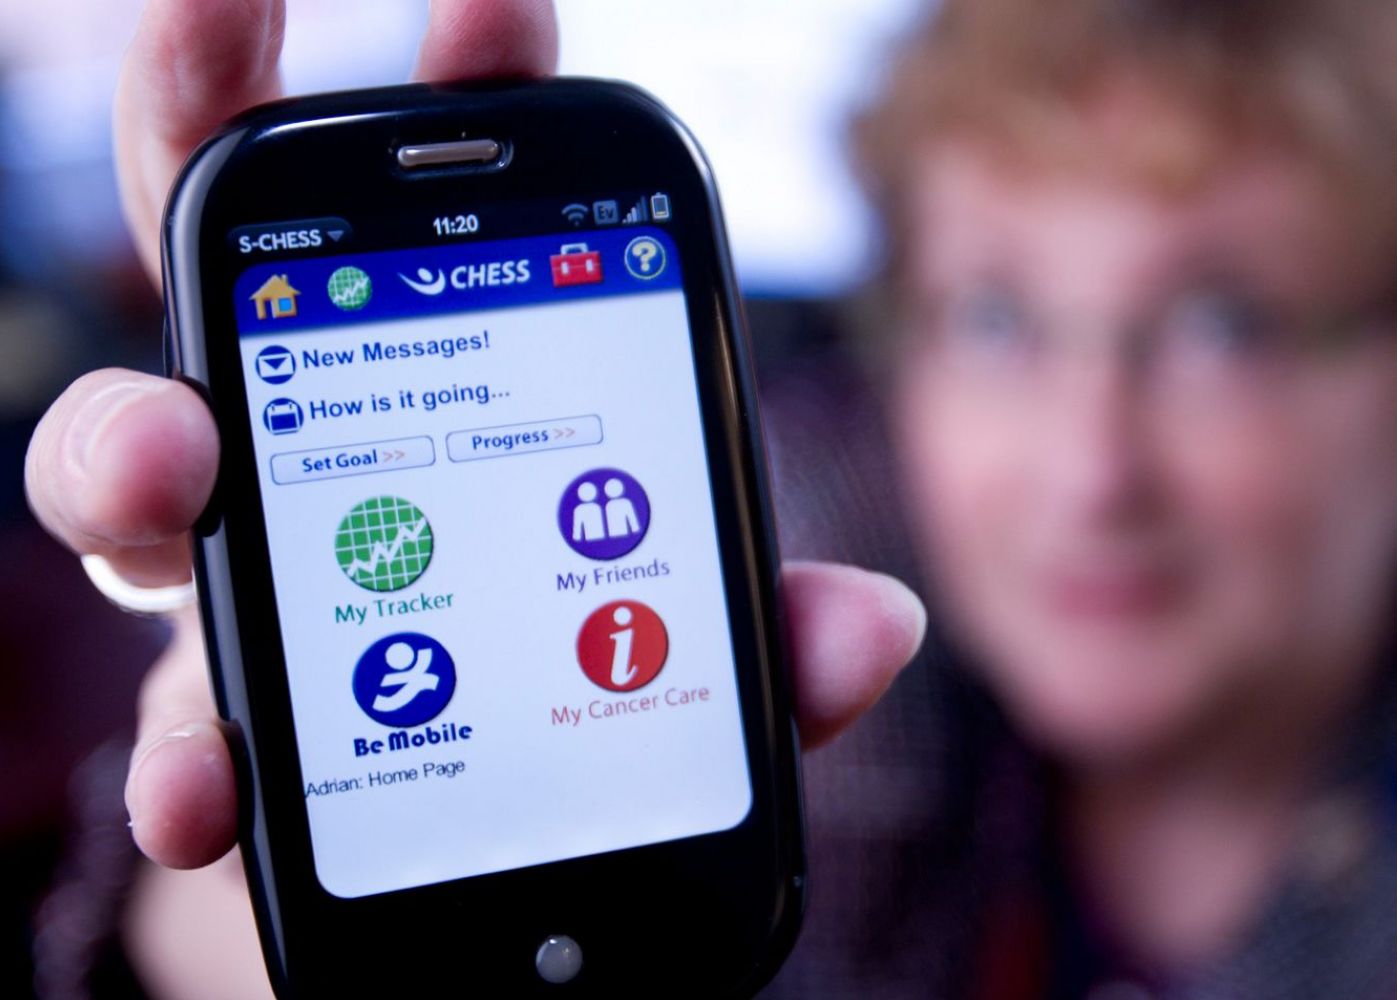 S-CHESS 11:20 Ev
CHESS ?
New Messages!
How is it going...
Set Goal >> Progress >>
My Tracker My Friends
i
Be Mobile My Cancer Care
Adrian: Home Page